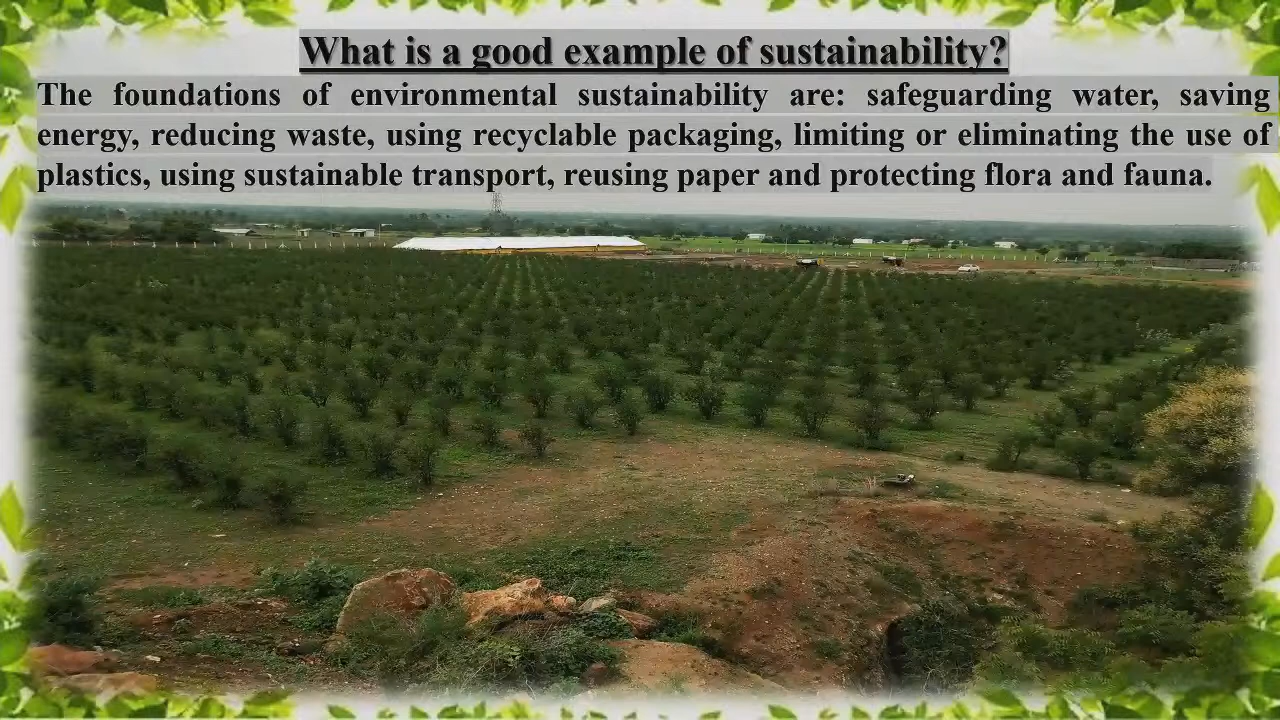 What is a good example of sustainability?
The foundations of environmental sustainability are: safeguarding water, saving
energy, reducing waste, using recyclable packaging, limiting or eliminating the use of
plastics, using sustainable transport, reusing paper and protecting flora and fauna.